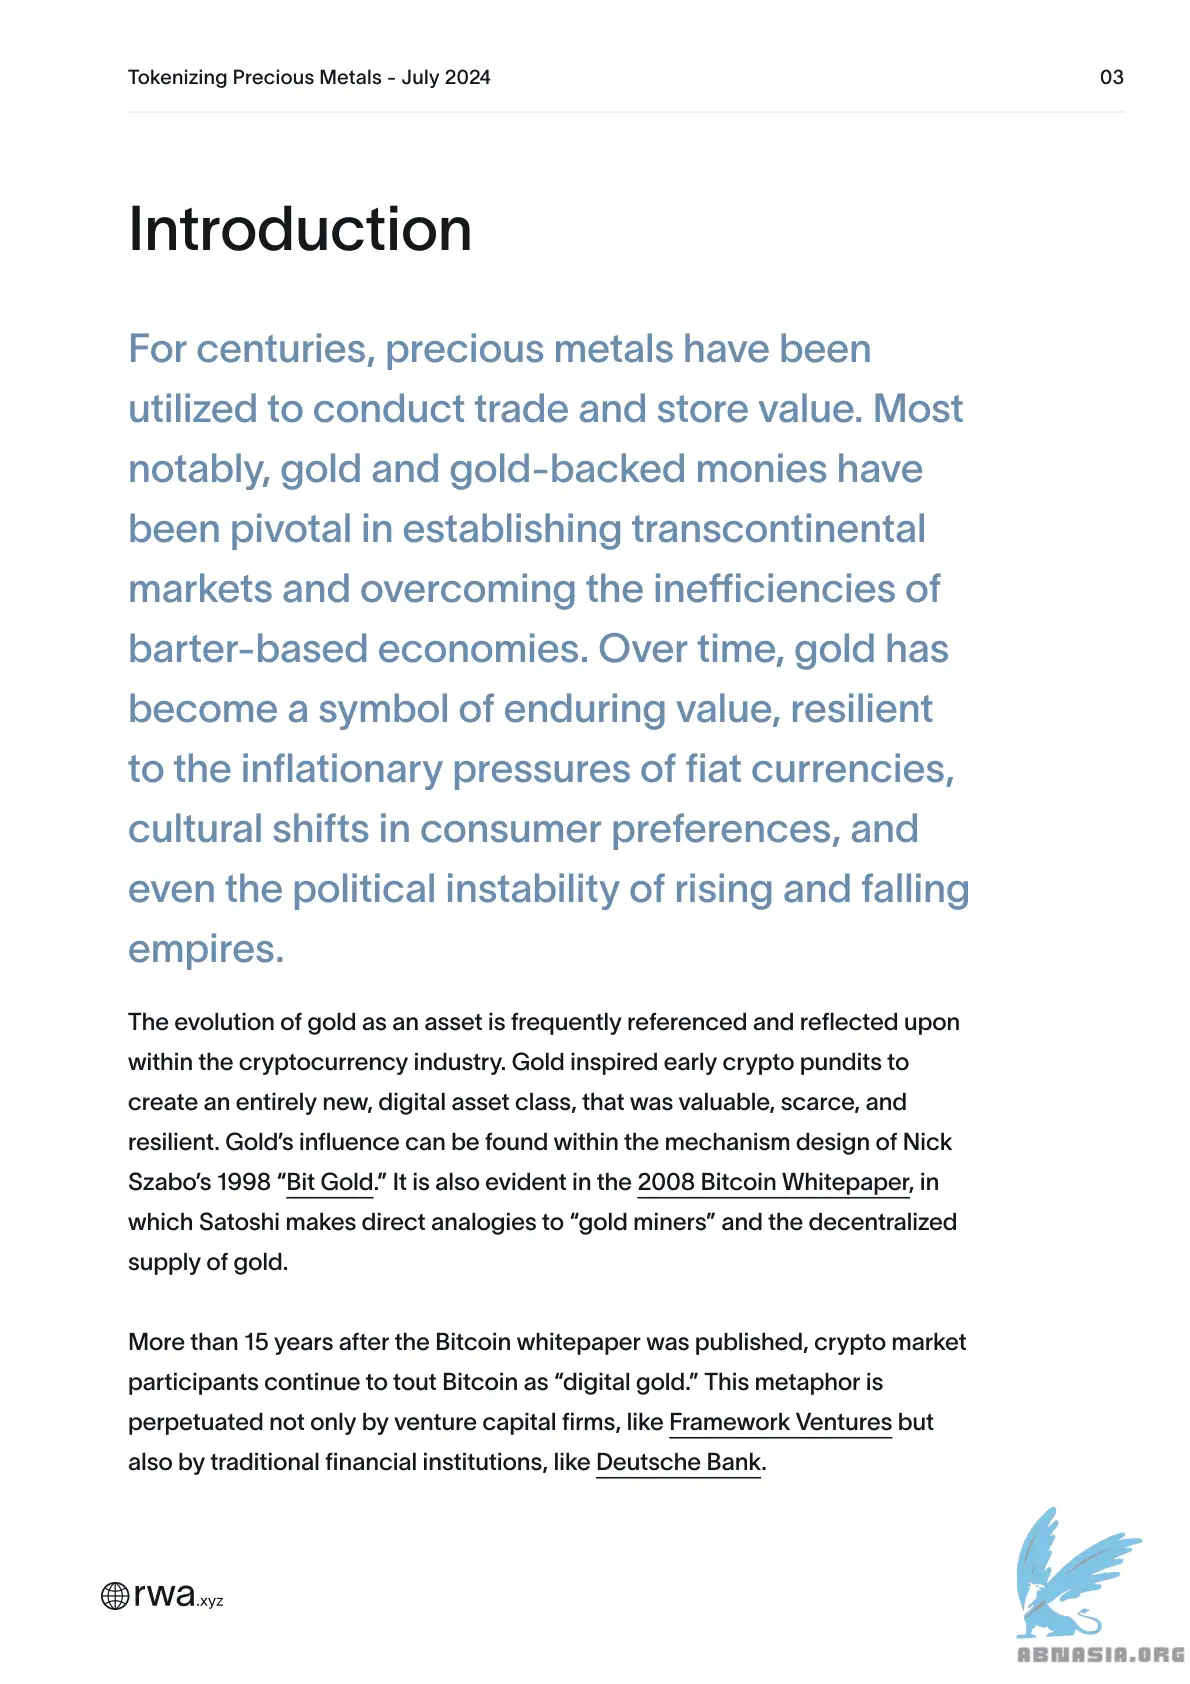 Tokenizing Precious Metals - July 2024
03
Introduction
For centuries, precious metals have been
utilized to conduct trade and store value. Most
notably, gold and gold-backed monies have
been pivotal in establishing transcontinental
markets and overcoming the inefficiencies of
barter-based economies. Over time, gold has
become a symbol of enduring value, resilient
to the inflationary pressures of fiat currencies,
cultural shifts in consumer preferences, and
even the political instability of rising and falling
empires.
The evolution of gold as an asset is frequently referenced and reflected upon
within the cryptocurrency industry. Gold inspired early crypto pundits to
create an entirely new, digital asset class, that was valuable, scarce, and
resilient. Gold’s influence can be found within the mechanism design of Nick
Szabo’s 1998 “Bit Gold.” It is also evident in the 2008 Bitcoin Whitepaper, in
which Satoshi makes direct analogies to “gold miners” and the decentralized
supply of gold.
More than 15 years after the Bitcoin whitepaper was published, crypto market
participants continue to tout Bitcoin as “digital gold.” This metaphor is
perpetuated not only by venture capital firms, like Framework Ventures but
also by traditional financial institutions, like Deutsche Bank.
rwa.xyz
ABNASIA.ORG